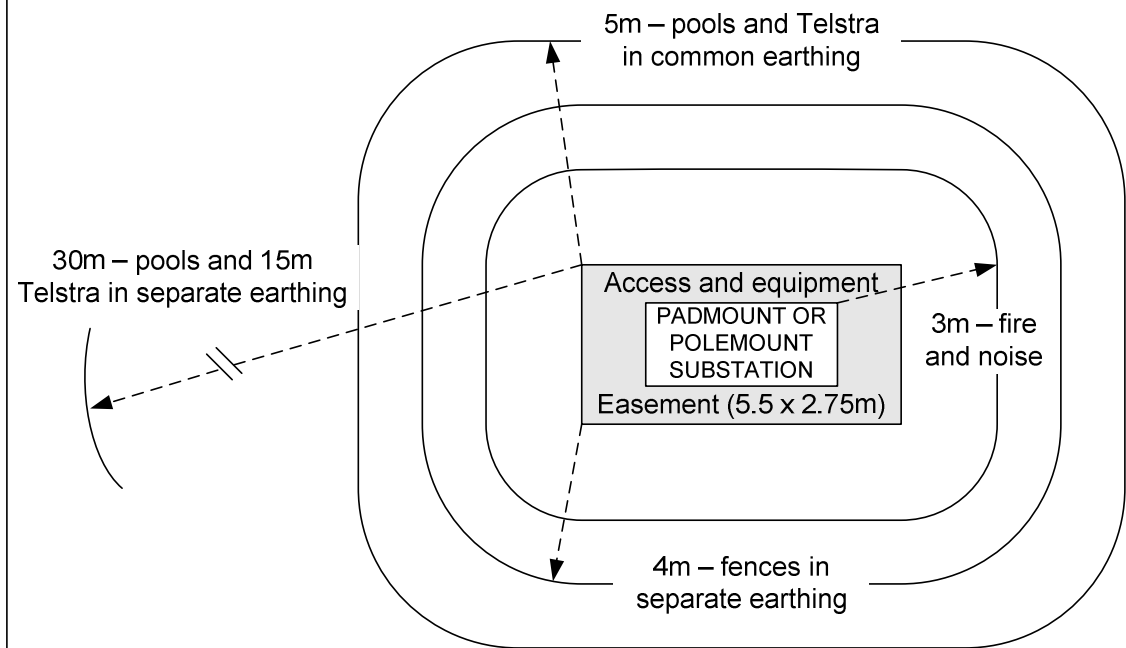 5m – pools and Telstra
in common earthing
30m – pools and 15m
Telstra in separate earthing
Access and equipment
PADMOUNT OR
POLEMOUNT
SUBSTATION
Easement (5.5 x 2.75m)
3m – fire
and noise
4m – fences in
separate earthing